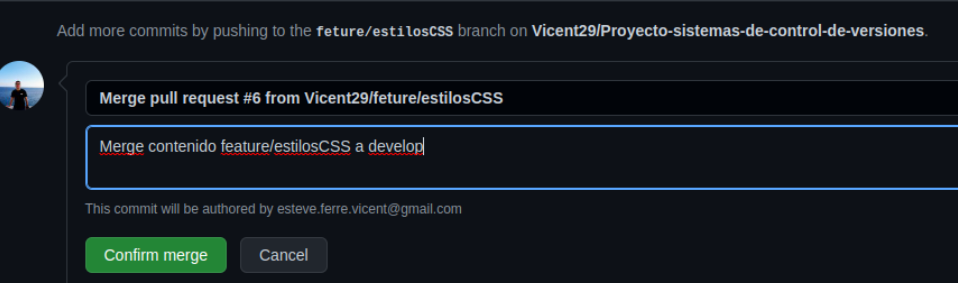 Add more commits by pushing to the feture/estilosCSS branch on Vicent29/Proyecto-sistemas-de-control-de-versiones.
Merge pull request #6 from Vicent29/feture/estilosCSS
Merge contenido feature/estilosCSS a develop
This commit will be authored by esteve.ferre.vicent@gmail.com
Confirm merge Cancel